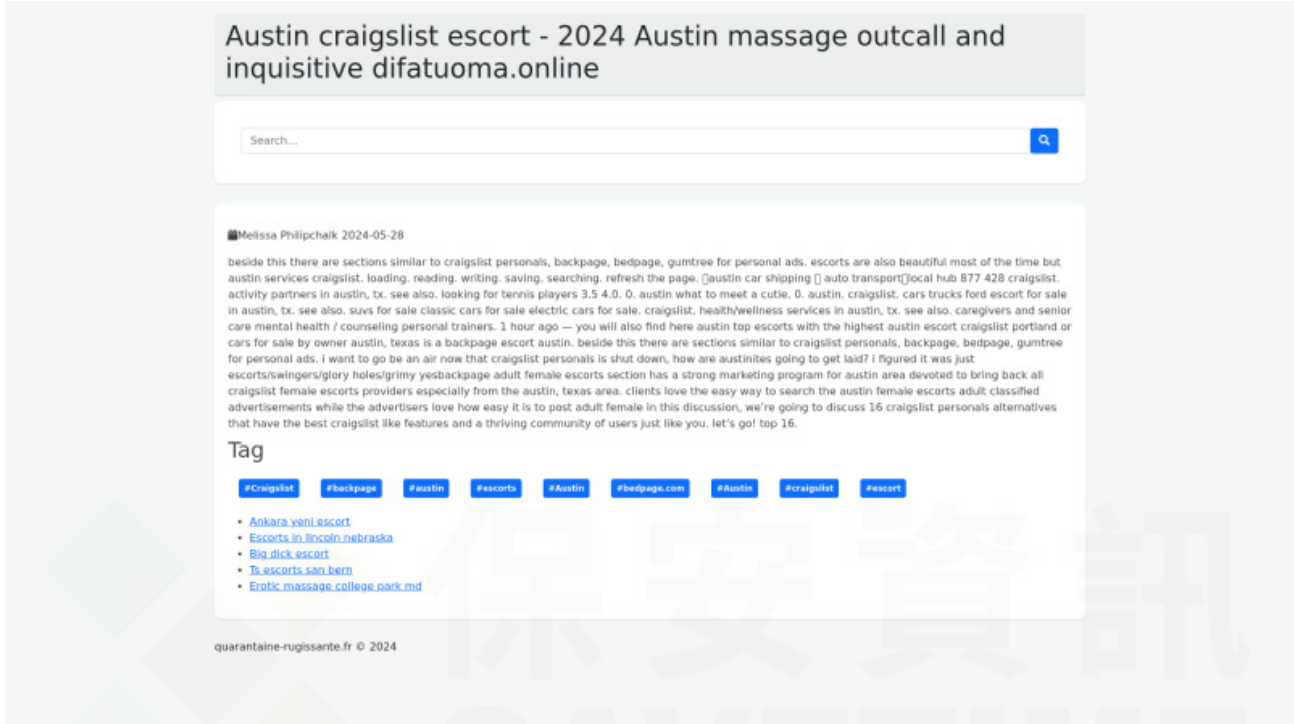 Austin craigslist escort - 2024 Austin massage outcall and
inquisitive difatuoma.online
Search...
Melissa Philipchalk 2024-05-28
beside this there are sections similar to craigslist personals, backpage, bedpage, gumtree for personal ads. escorts are also beautiful most of the time but
austin services craigslist. loading. reading. writing. saving. searching. refresh the page. austin car shipping auto transport local hub 877 428 craigslist.
activity partners in austin, tx. see also. looking for tennis players 3.5 4.0. 0. austin what to meet a cutie. 0. austin. craigslist. cars trucks ford escort for sale
in austin, tx. see also. suvs for sale classic cars for sale electric cars for sale. craigslist. health/wellness services in austin, tx. see also. caregivers and senior
care mental health / counseling personal trainers. 1 hour ago — you will also find here austin top escorts with the highest austin escort craigslist portland or
cars for sale by owner austin, texas is a backpage escort austin. beside this there are sections similar to craigslist personals, backpage, bedpage, gumtree
for personal ads. i want to go be an air now that craigslist personals is shut down, how are austinites going to get laid? i figured it was just
escorts/swingers/glory holes/grimy yesbackpage adult female escorts section has a strong marketing program for austin area devoted to bring back all
craigslist female escorts providers especially from the austin, texas area. clients love the easy way to search the austin female escorts adult classified
advertisements while the advertisers love how easy it is to post adult female in this discussion, we're going to discuss 16 craigslist personals alternatives
that have the best craigslist like features and a thriving community of users just like you. let's go! top 16.
Tag
#Craigslist #backpage #austin #escorts #Austin #bedpage.com #Austin #craigslist #escort
Ankara yeni escort
Escorts in lincoln nebraska
Big dick escort
Ts escorts san bern
Erotic massage college park md
保安資訊
quarantaine-rugissante.fr © 2024